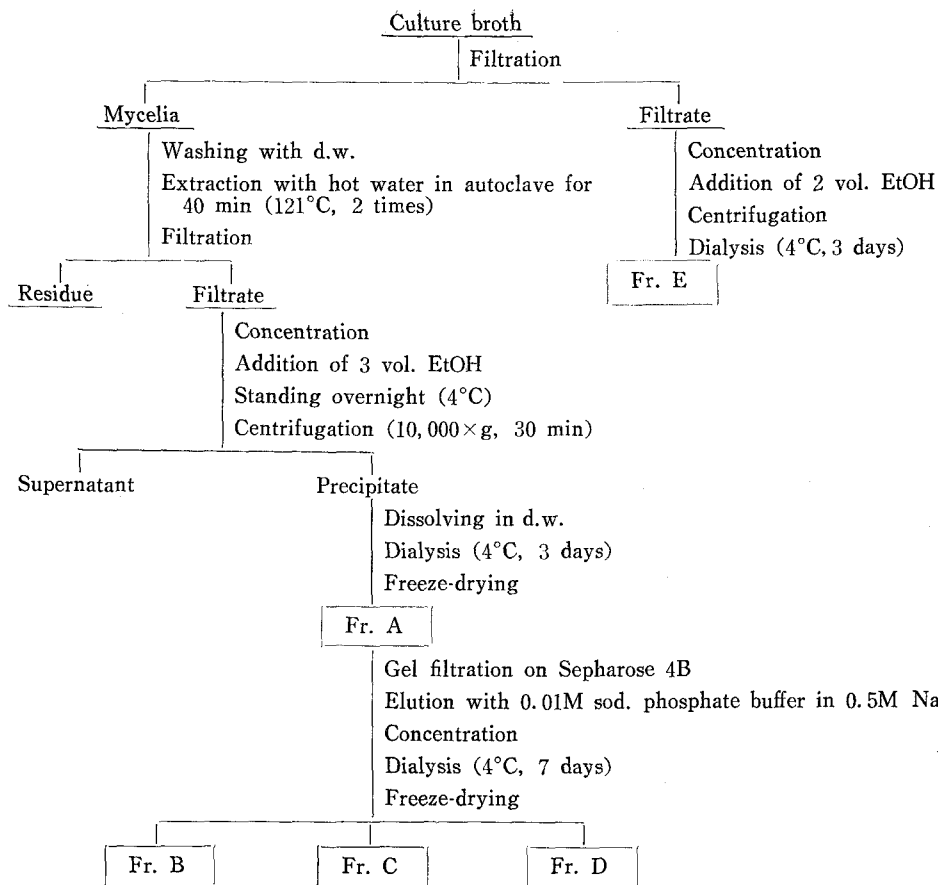 Culture broth
Filtration
Mycelia
Filtrate
Washing with d.w.
Extraction with hot water in autoclave for
40 min (121°C, 2 times)
Filtration
Concentration
Addition of 2 vol. EtOH
Centrifugation
Dialysis (4°C, 3 days)
Fr. E
Residue
Filtrate
Concentration
Addition of 3 vol. EtOH
Standing overnight (4°C)
Centrifugation (10,000×g, 30 min)
Supernatant
Precipitate
Dissolving in d.w.
Dialysis (4°C, 3 days)
Freeze-drying
Fr. A
Gel filtration on Sepharose 4B
Elution with 0.01M sod. phosphate buffer in 0.5M Na
Concentration
Dialysis (4°C, 7 days)
Freeze-drying
Fr. B
Fr. C
Fr. D